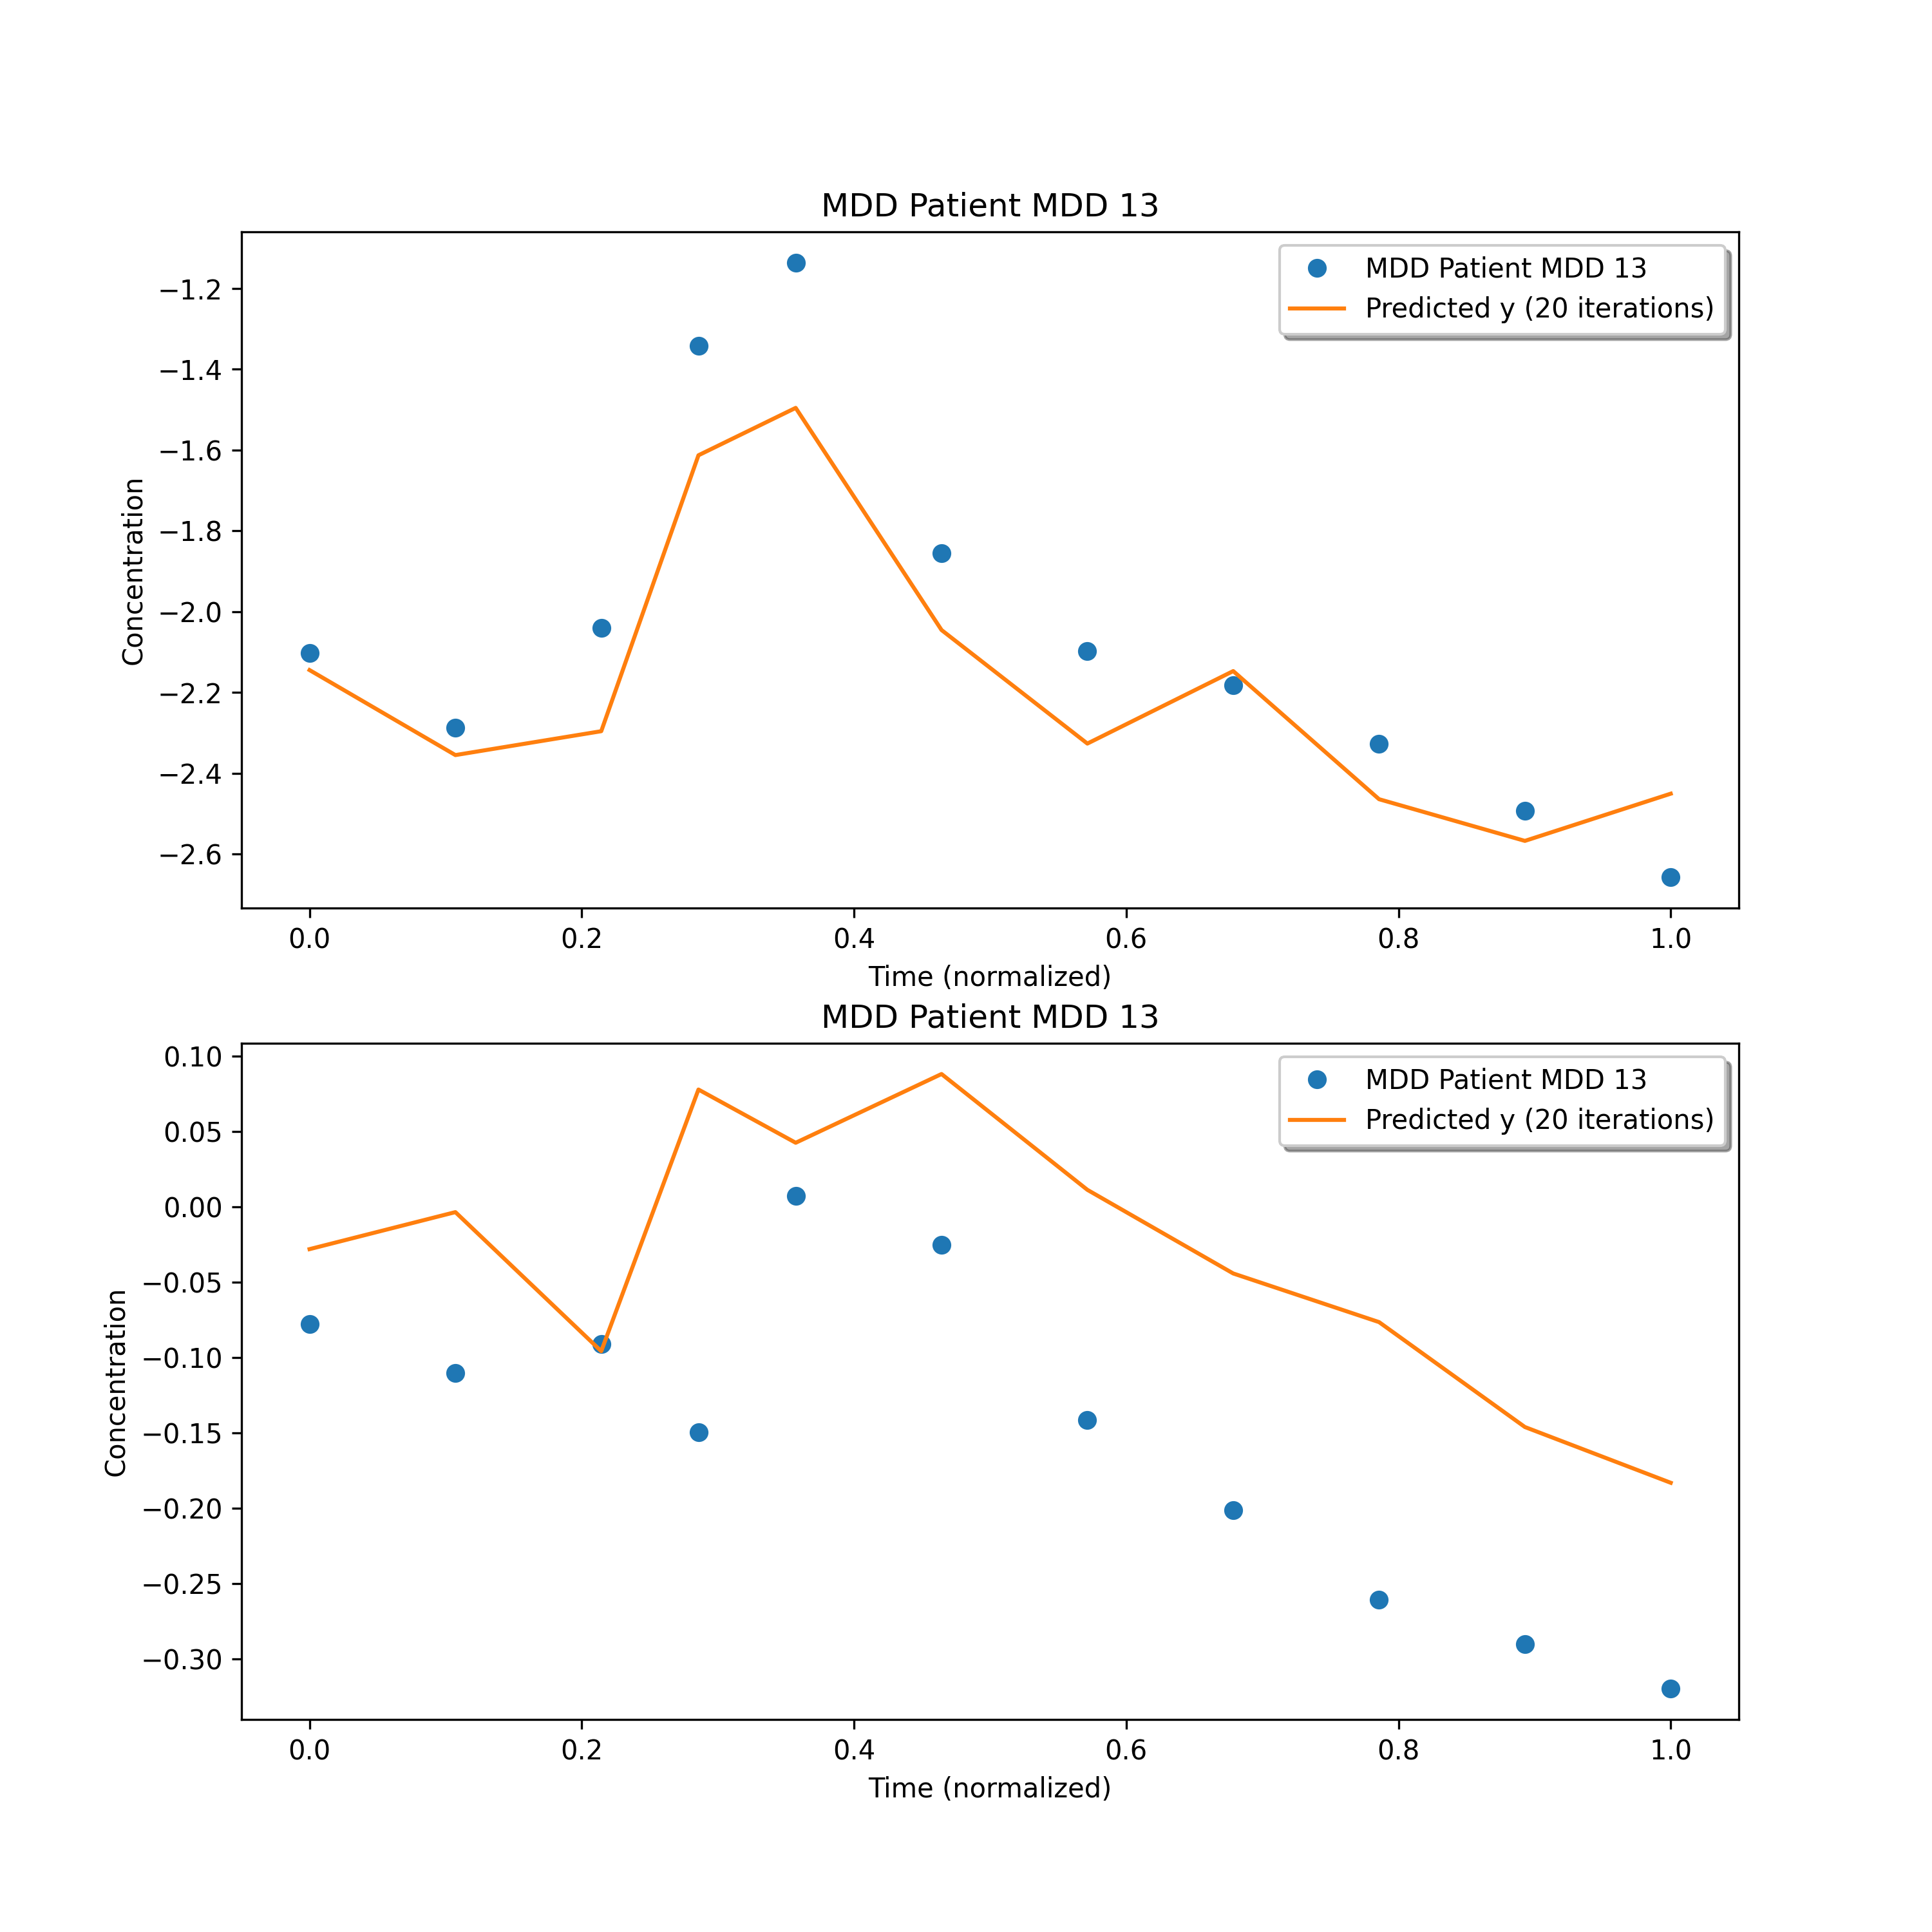 MDD Patient MDD 13
MDD Patient MDD 13
Predicted y (20 iterations)
Concentration
−1.2
−1.4
−1.6
−1.8
−2.0
−2.2
−2.4
−2.6
0.0 0.2 0.4 0.6 0.8 1.0
Time (normalized)
MDD Patient MDD 13
MDD Patient MDD 13
Predicted y (20 iterations)
Concentration
0.10
0.05
0.00
−0.05
−0.10
−0.15
−0.20
−0.25
−0.30
0.0 0.2 0.4 0.6 0.8 1.0
Time (normalized)